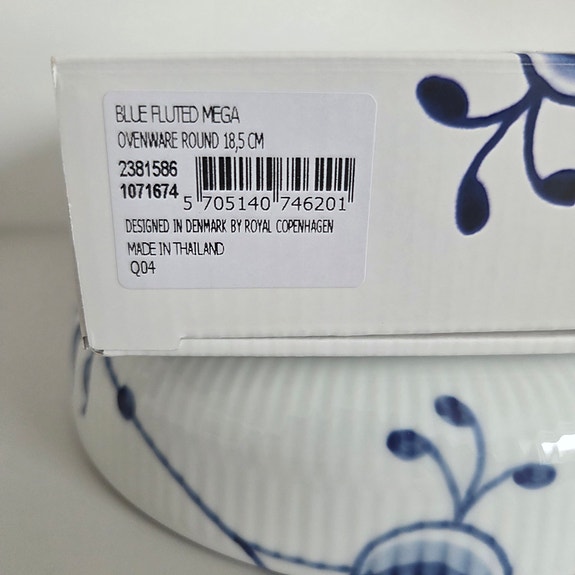 BLUE FLUTED MEGA
OVENWARE ROUND 18,5 CM
2381586
1071674
5 705140 746201
DESIGNED IN DENMARK BY ROYAL COPENHAGEN
MADE IN THAILAND
Q04